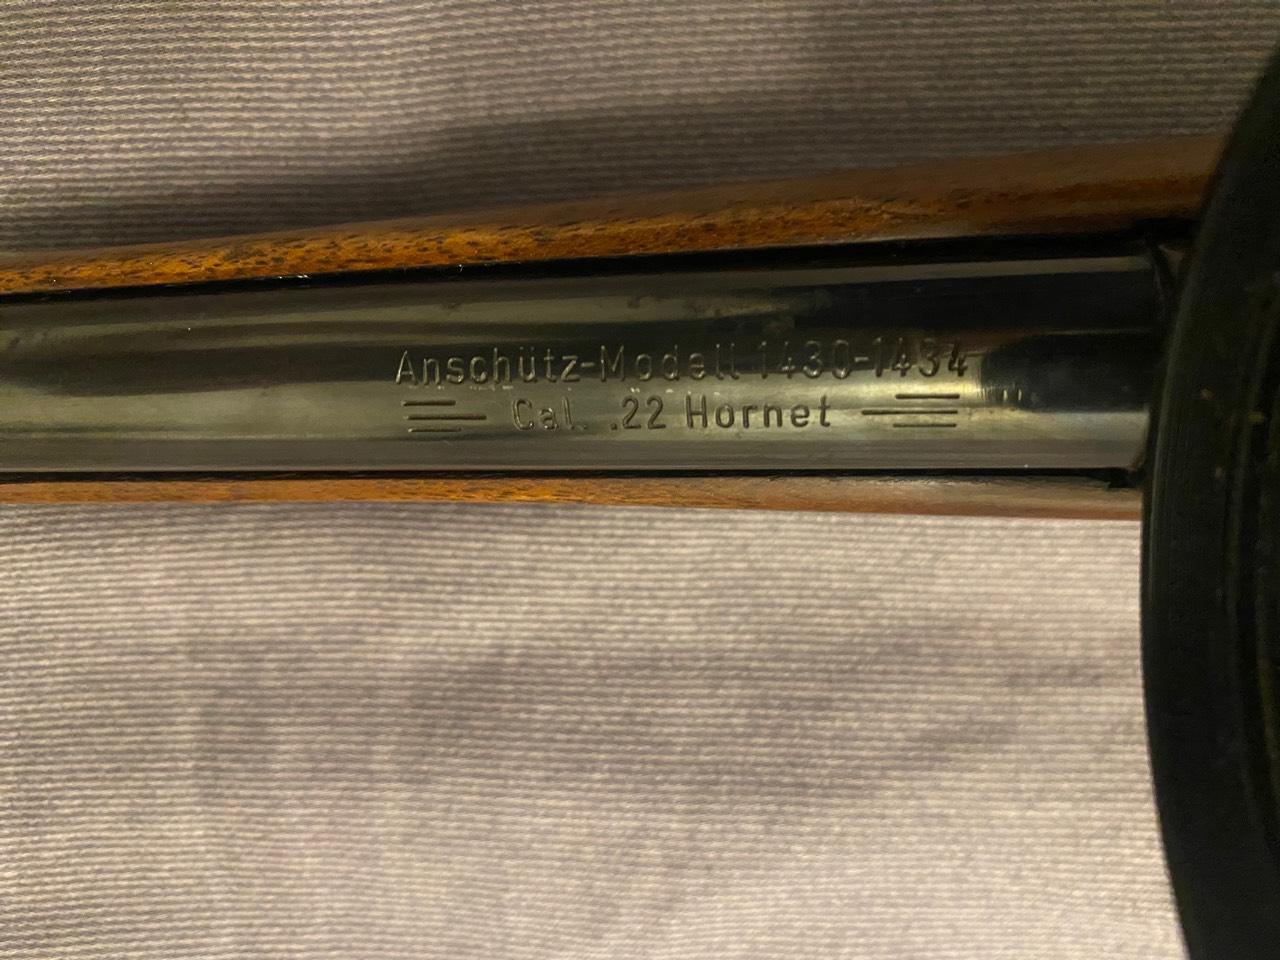 Anschütz-Modell 1430-1434
Cal. .22 Hornet